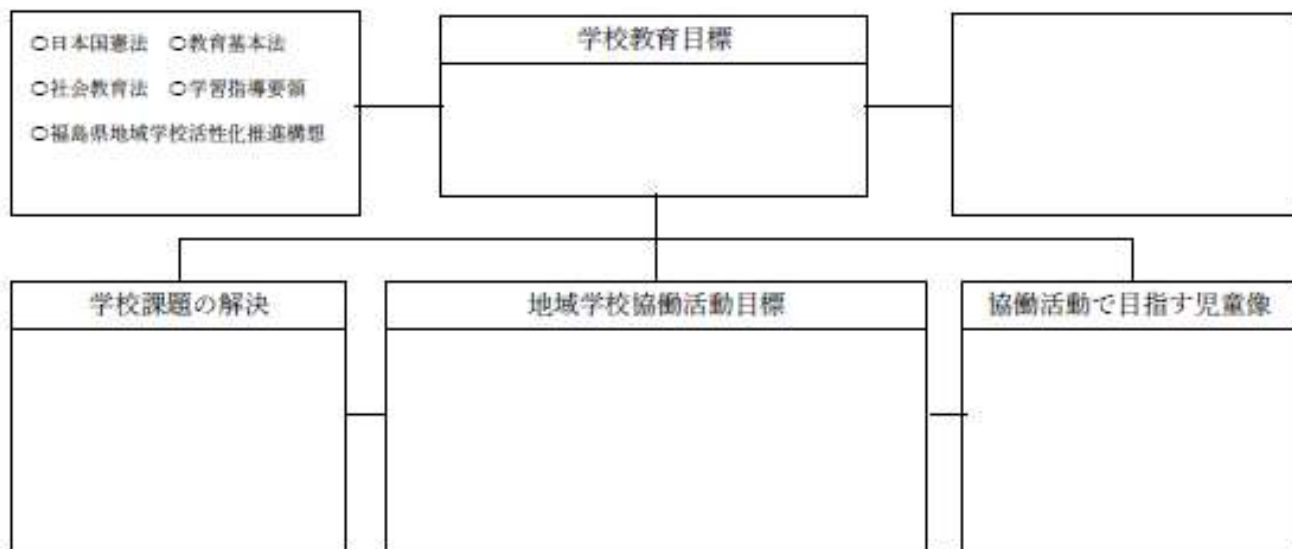 ○日本国憲法 ○教育基本法
○社会教育法 ○学習指導要領
○福島県地域学校活性化推進構想
学校教育目標
学校課題の解決
地域学校協働活動目標
協働活動で目指す児童像